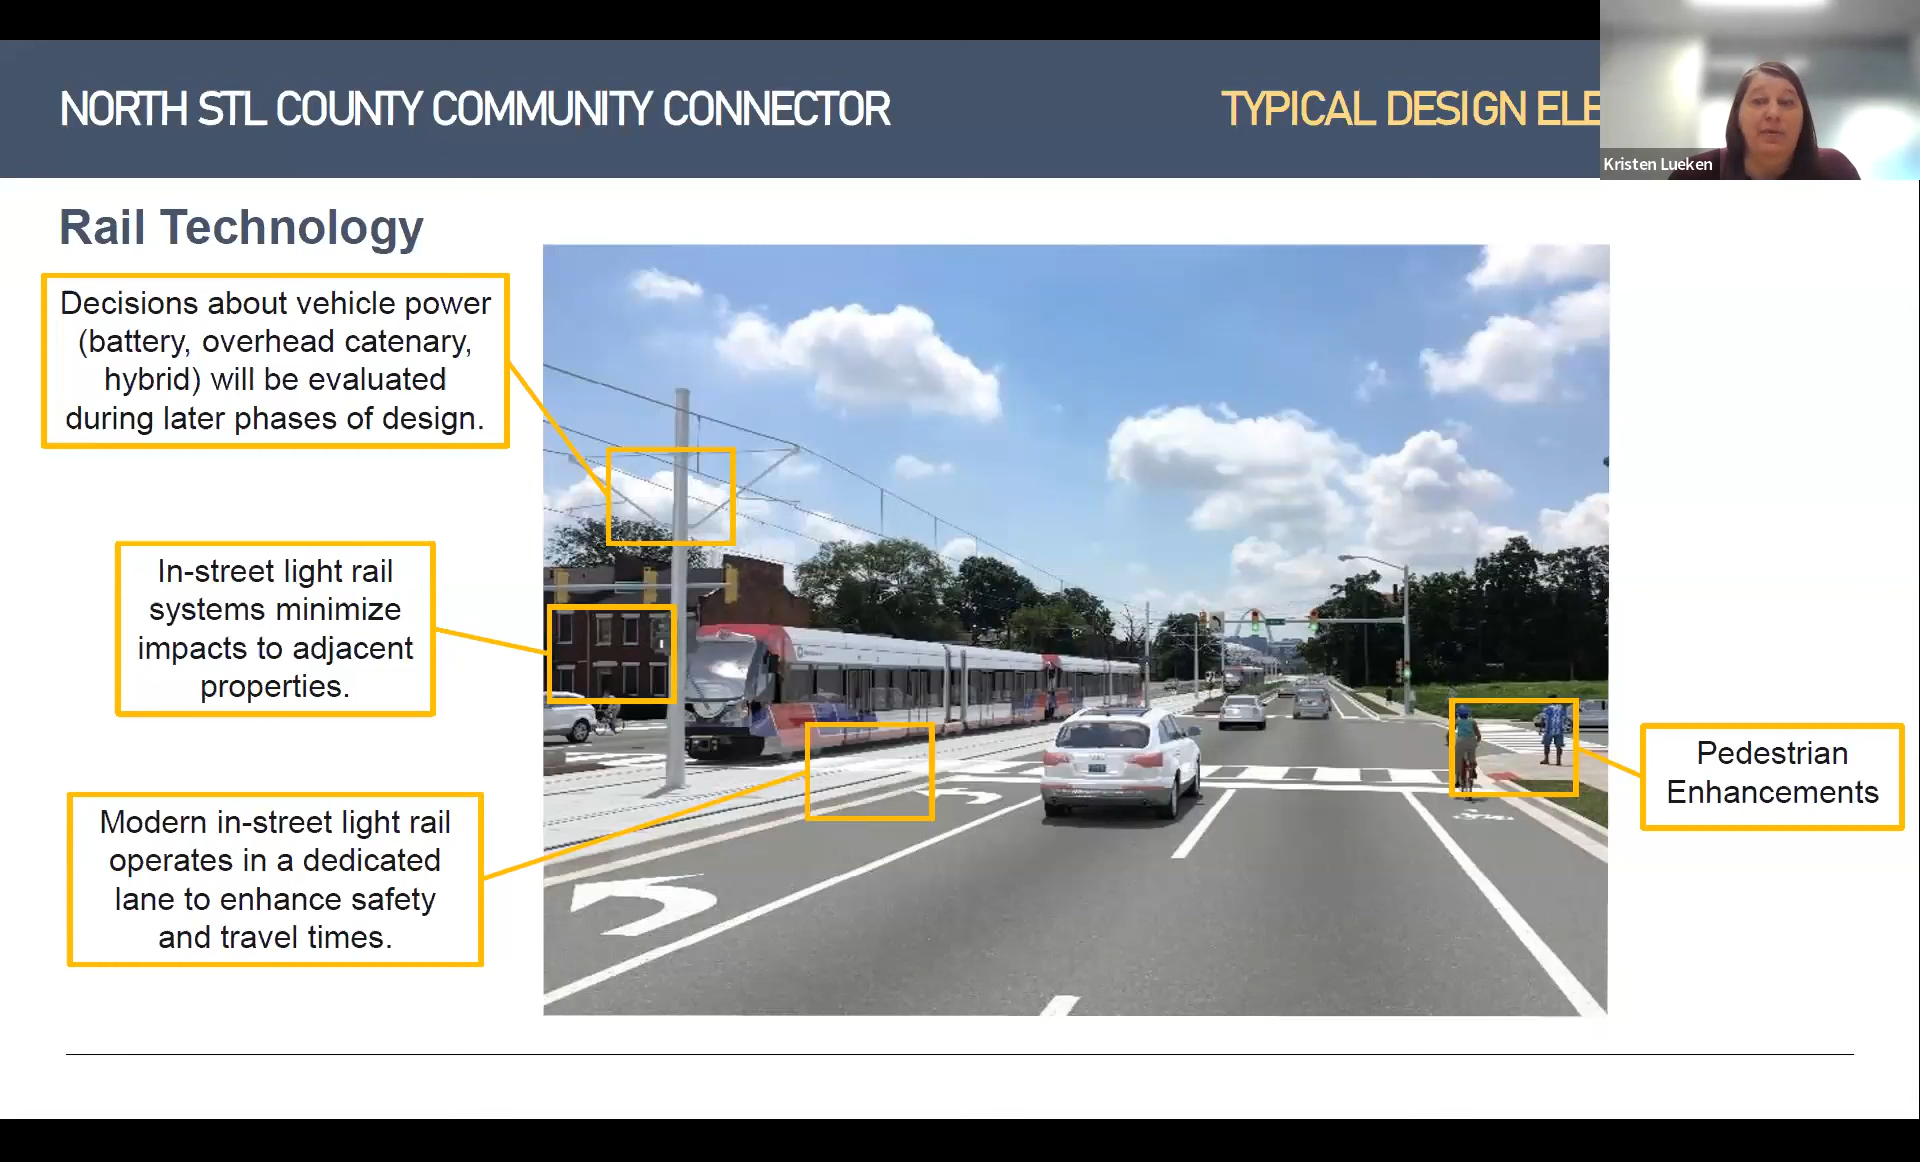 NORTH STL COUNTY COMMUNITY CONNECTOR
TYPICAL DESIGN ELE
Kristen Lueken
Rail Technology
Decisions about vehicle power
(battery, overhead catenary,
hybrid) will be evaluated
during later phases of design.
In-street light rail
systems minimize
impacts to adjacent
properties.
Modern in-street light rail
operates in a dedicated
lane to enhance safety
and travel times.
Pedestrian
Enhancements